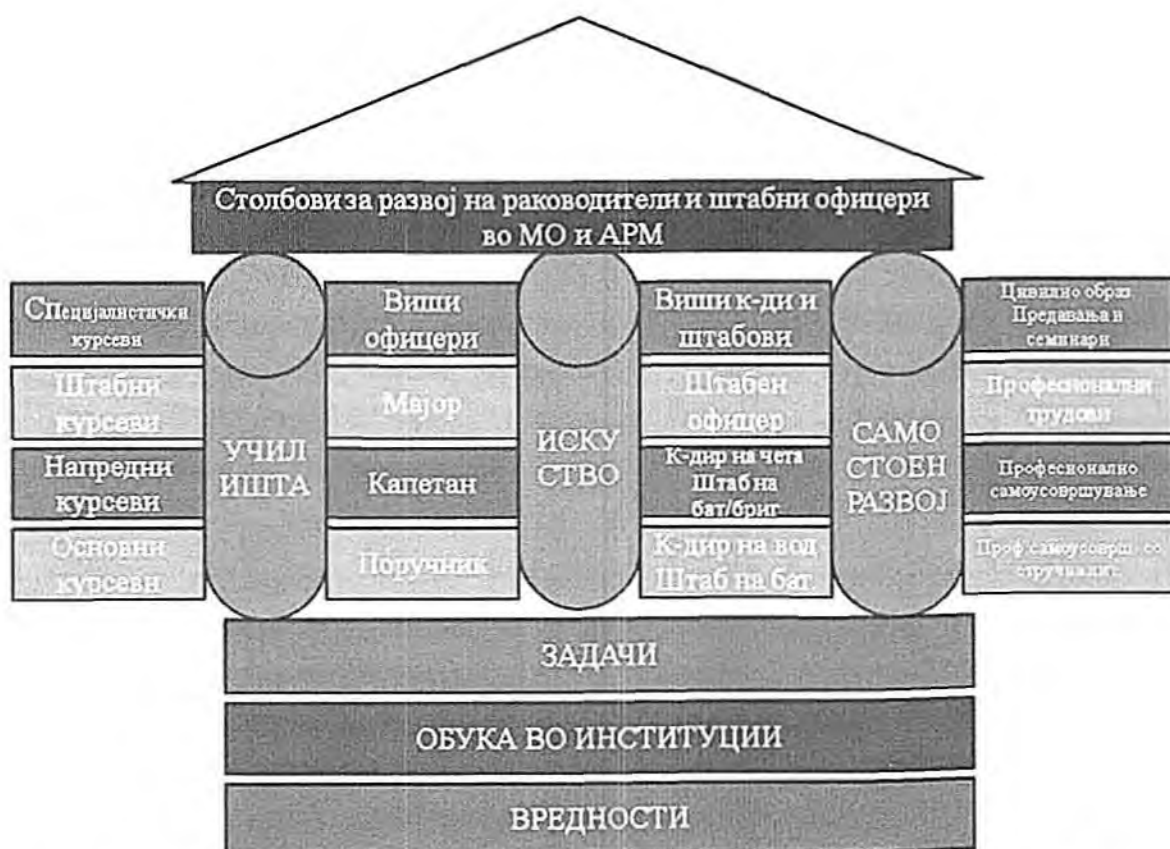 Столбови за развој на раководители и штабни офицери
во МО и АРМ
Специјалистички
курсеви
Виши
офицери
Виши к-ди и
штабови
Цивилно образ
Предавања и
семинари
Штабни
курсеви
Мајор
Штабен
офицер
Професионални
трудови
УЧИЛ
ИШТА
ИСКУ
СТВО
САМО
СТОЕН
РАЗВОЈ
Напредни
курсеви
Капетан
К-дир на чета
Штаб на
бат/бриг
Професионално
самоусовршување
Основни
курсеви
Поручник
К-дир на вод
Штаб на бат
Проф самоусоврш со
ЗАДАЧИ
ОБУКА ВО ИНСТИТУЦИИ
ВРЕДНОСТИ